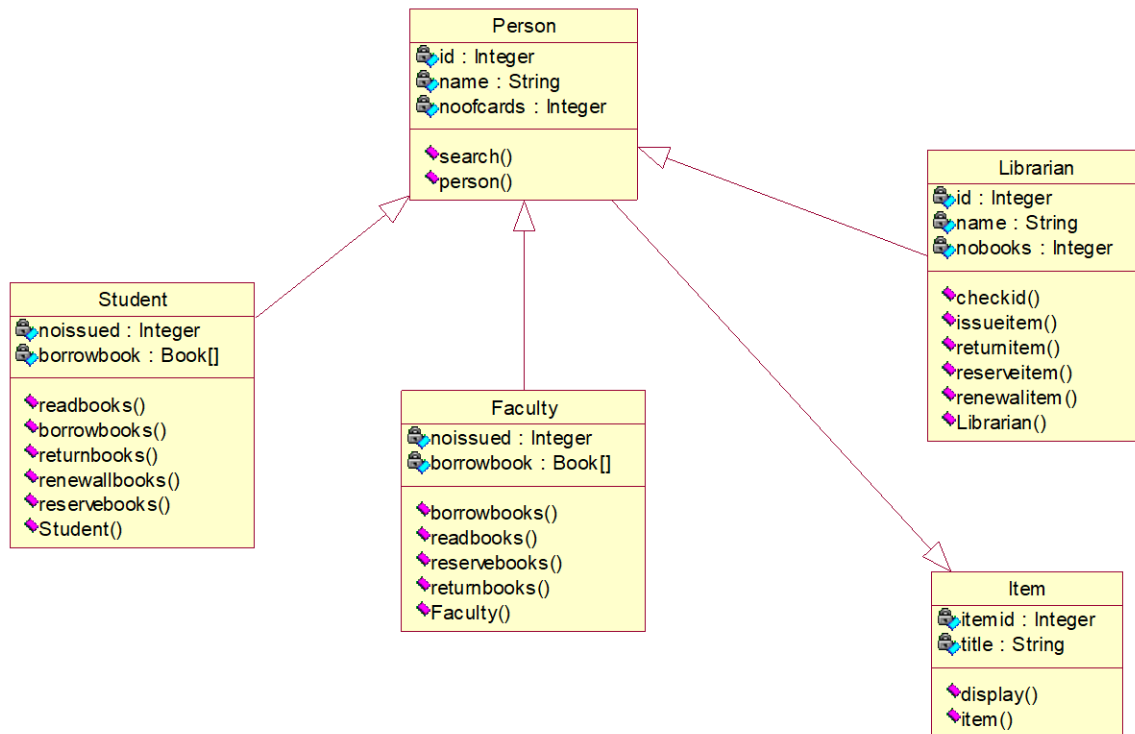 Person
id : Integer
name : String
noofcards : Integer
search()
person()
Librarian
id : Integer
name : String
nobooks : Integer
checkid()
issueitem()
returnitem()
reserveitem()
renewalitem()
Librarian()
Student
noissued : Integer
borrowbook : Book[]
readbooks()
borrowbooks()
returnbooks()
renewallbooks()
reservebooks()
Student()
Faculty
noissued : Integer
borrowbook : Book[]
borrowbooks()
readbooks()
reservebooks()
returnbooks()
Faculty()
Item
itemid : Integer
title : String
display()
item()